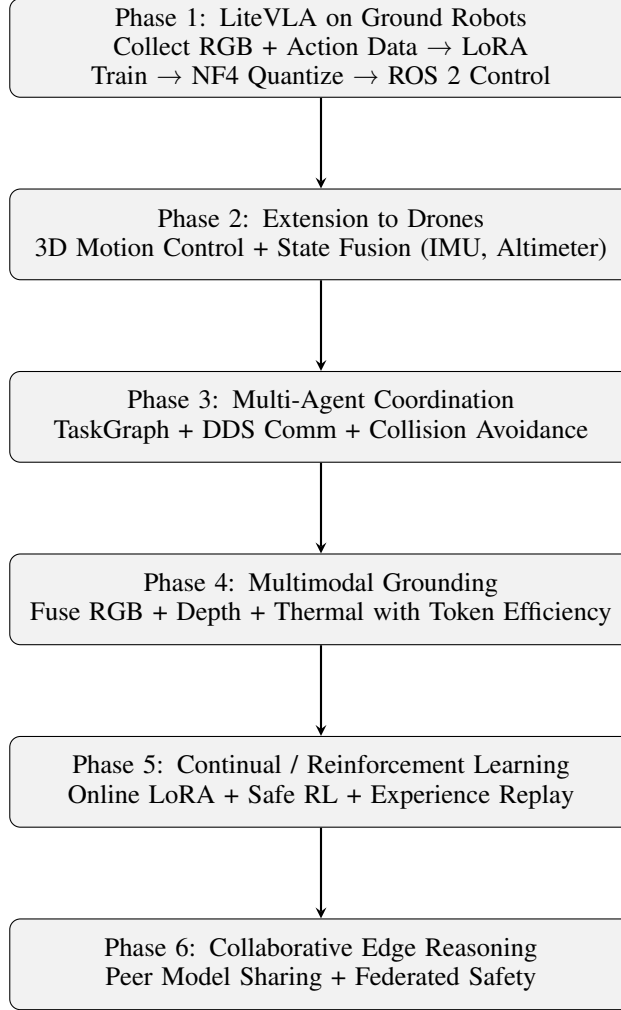 Phase 1: LiteVLA on Ground Robots
Collect RGB + Action Data → LoRA
Train → NF4 Quantize → ROS 2 Control
Phase 2: Extension to Drones
3D Motion Control + State Fusion (IMU, Altimeter)
Phase 3: Multi-Agent Coordination
TaskGraph + DDS Comm + Collision Avoidance
Phase 4: Multimodal Grounding
Fuse RGB + Depth + Thermal with Token Efficiency
Phase 5: Continual / Reinforcement Learning
Online LoRA + Safe RL + Experience Replay
Phase 6: Collaborative Edge Reasoning
Peer Model Sharing + Federated Safety